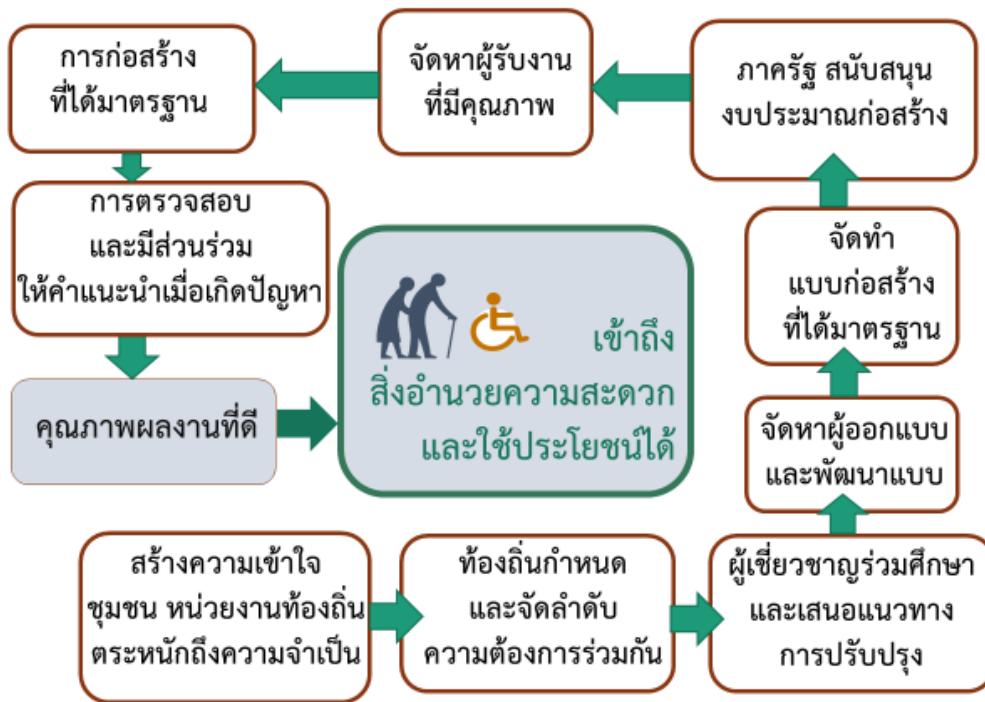 การก่อสร้าง
ที่ได้มาตรฐาน
จัดหาผู้รับงาน
ที่มีคุณภาพ
ภาครัฐ สนับสนุน
งบประมาณก่อสร้าง
การตรวจสอบ
และมีส่วนร่วม
ให้คำแนะนำเมื่อเกิดปัญหา
จัดทำ
แบบก่อสร้าง
ที่ได้มาตรฐาน
เข้าถึง
สิ่งอำนวยความสะดวก
และใช้ประโยชน์ได้
คุณภาพผลงานที่ดี
จัดหาผู้ออกแบบ
และพัฒนาแบบ
สร้างความเข้าใจ
ชุมชน หน่วยงานท้องถิ่น
ตระหนักถึงความจำเป็น
ท้องถิ่นกำหนด
และจัดลำดับ
ความต้องการร่วมกัน
ผู้เชี่ยวชาญร่วมศึกษา
และเสนอแนวทาง
การปรับปรุง